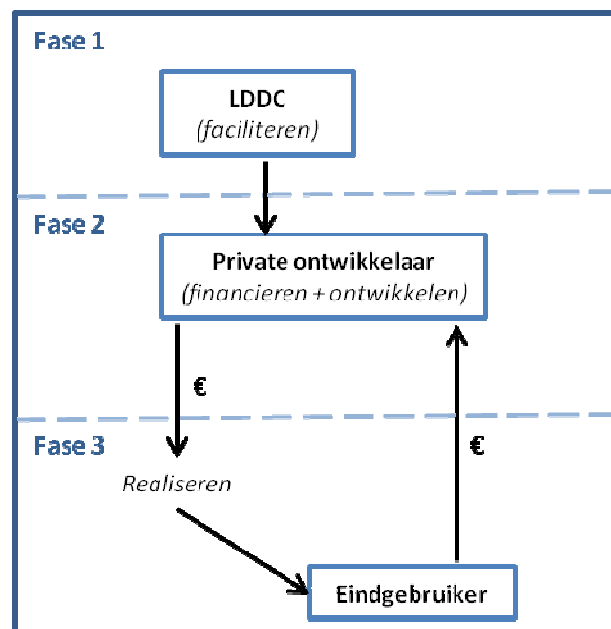 Fase 1
LDDC
(faciliteren)
Fase 2
Private ontwikkelaar
(financieren + ontwikkelen)
€
Fase 3
€
Realiseren
Eindgebruiker